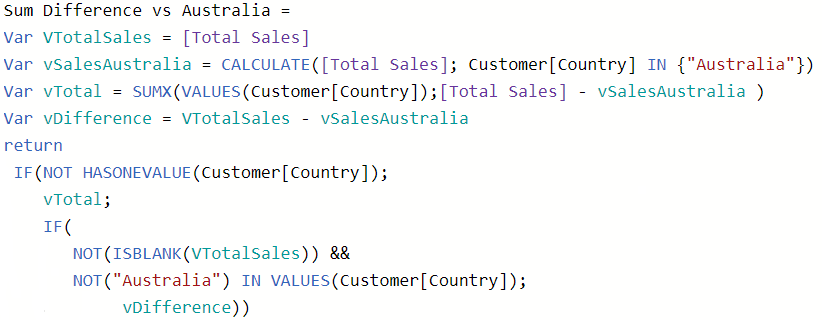 Sum Difference vs Australia =
Var VTotalSales = [Total Sales]
Var vSalesAustralia = CALCULATE([Total Sales]; Customer[Country] IN {"Australia"})
Var vTotal = SUMX(VALUES(Customer[Country]);[Total Sales] - vSalesAustralia )
Var vDifference = VTotalSales - vSalesAustralia
return
IF(NOT HASONEVALUE(Customer[Country]);
vTotal;
IF(
NOT(ISBLANK(VTotalSales)) &&
NOT("Australia") IN VALUES(Customer[Country]);
vDifference))